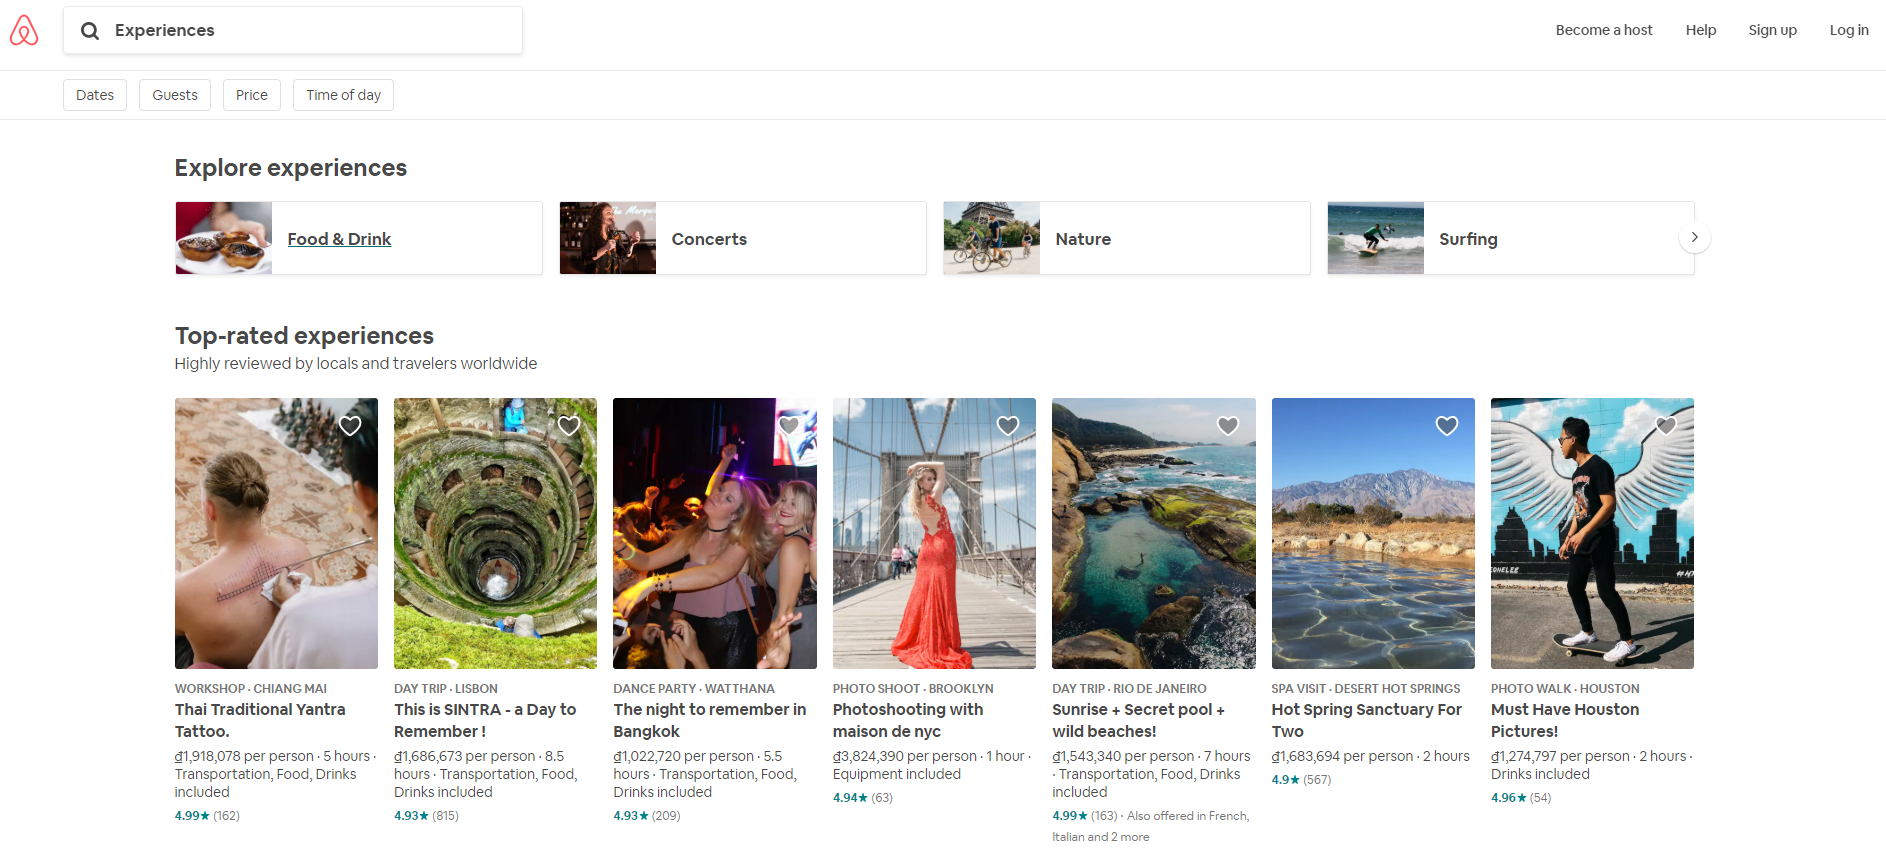 Experiences
Become a host
Help
Sign up
Log in
Dates
Guests
Price
Time of day
Explore experiences
Food & Drink
Concerts
Nature
Surfing
Top-rated experiences
Highly reviewed by locals and travelers worldwide
WORKSHOP · CHIANG MAI
Thai Traditional Yantra
Tattoo.
₫1,918,078 per person · 5 hours ·
Transportation, Food, Drinks
included
4.99★ (162)
DAY TRIP · LISBON
This is SINTRA - a Day to
Remember !
₫1,686,673 per person · 8.5
hours · Transportation, Food,
Drinks included
4.93★ (815)
DANCE PARTY · WATTHANA
The night to remember in
Bangkok
₫1,022,720 per person · 5.5
hours · Transportation, Food,
Drinks included
4.93★ (209)
PHOTO SHOOT · BROOKLYN
Photoshooting with
maison de nyc
₫3,824,390 per person · 1 hour ·
Equipment included
4.94★ (63)
DAY TRIP · RIO DE JANEIRO
Sunrise + Secret pool +
wild beaches!
₫1,543,340 per person · 7 hours
· Transportation, Food, Drinks
included
4.99★ (163) · Also offered in French,
Italian and 2 more
SPA VISIT · DESERT HOT SPRINGS
Hot Spring Sanctuary For
Two
₫1,683,694 per person · 2 hours
4.9★ (567)
PHOTO WALK · HOUSTON
Must Have Houston
Pictures!
₫1,274,797 per person · 2 hours ·
Drinks included
4.96★ (54)